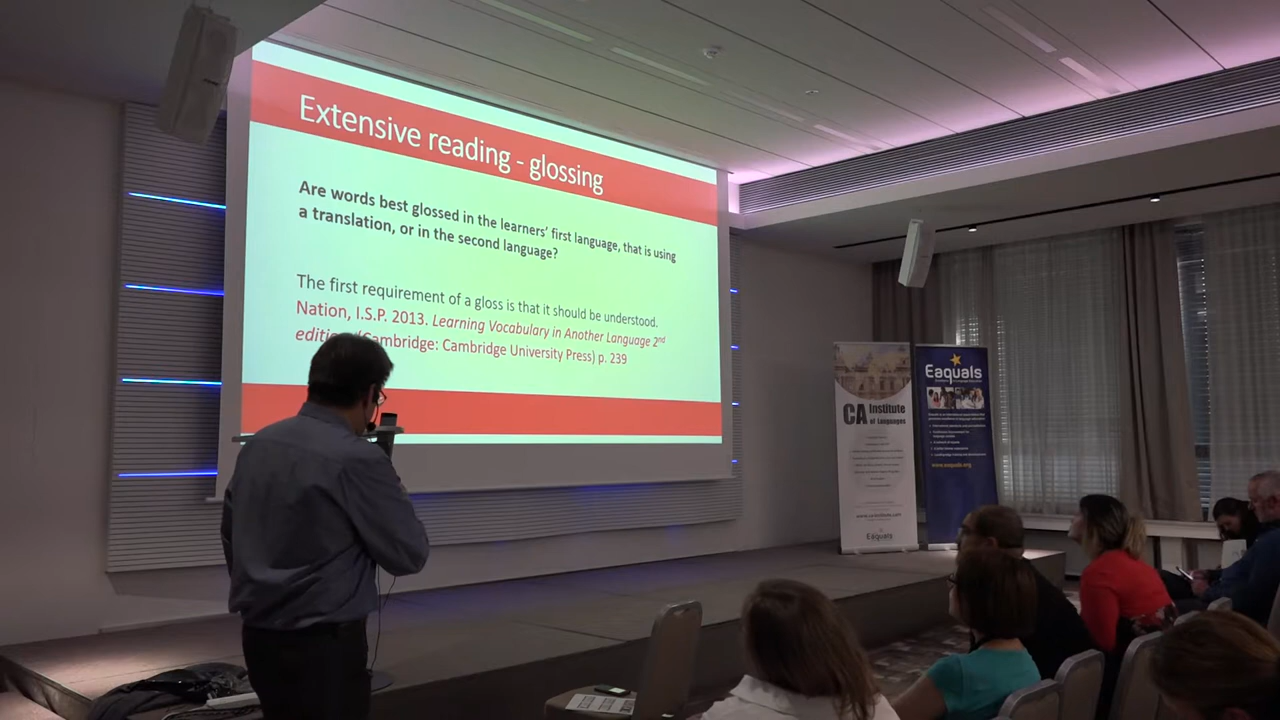 Extensive reading - glossing
Are words best glossed in the learners' first language, that is using
a translation, or in the second language?
The first requirement of a gloss is that it should be understood.
Nation, I.S.P. 2013. Learning Vocabulary in Another Language 2nd
edition (Cambridge: Cambridge University Press) p. 239
CA Institute
of Languages
Eaquals
Eaquals
www.eaquals.org